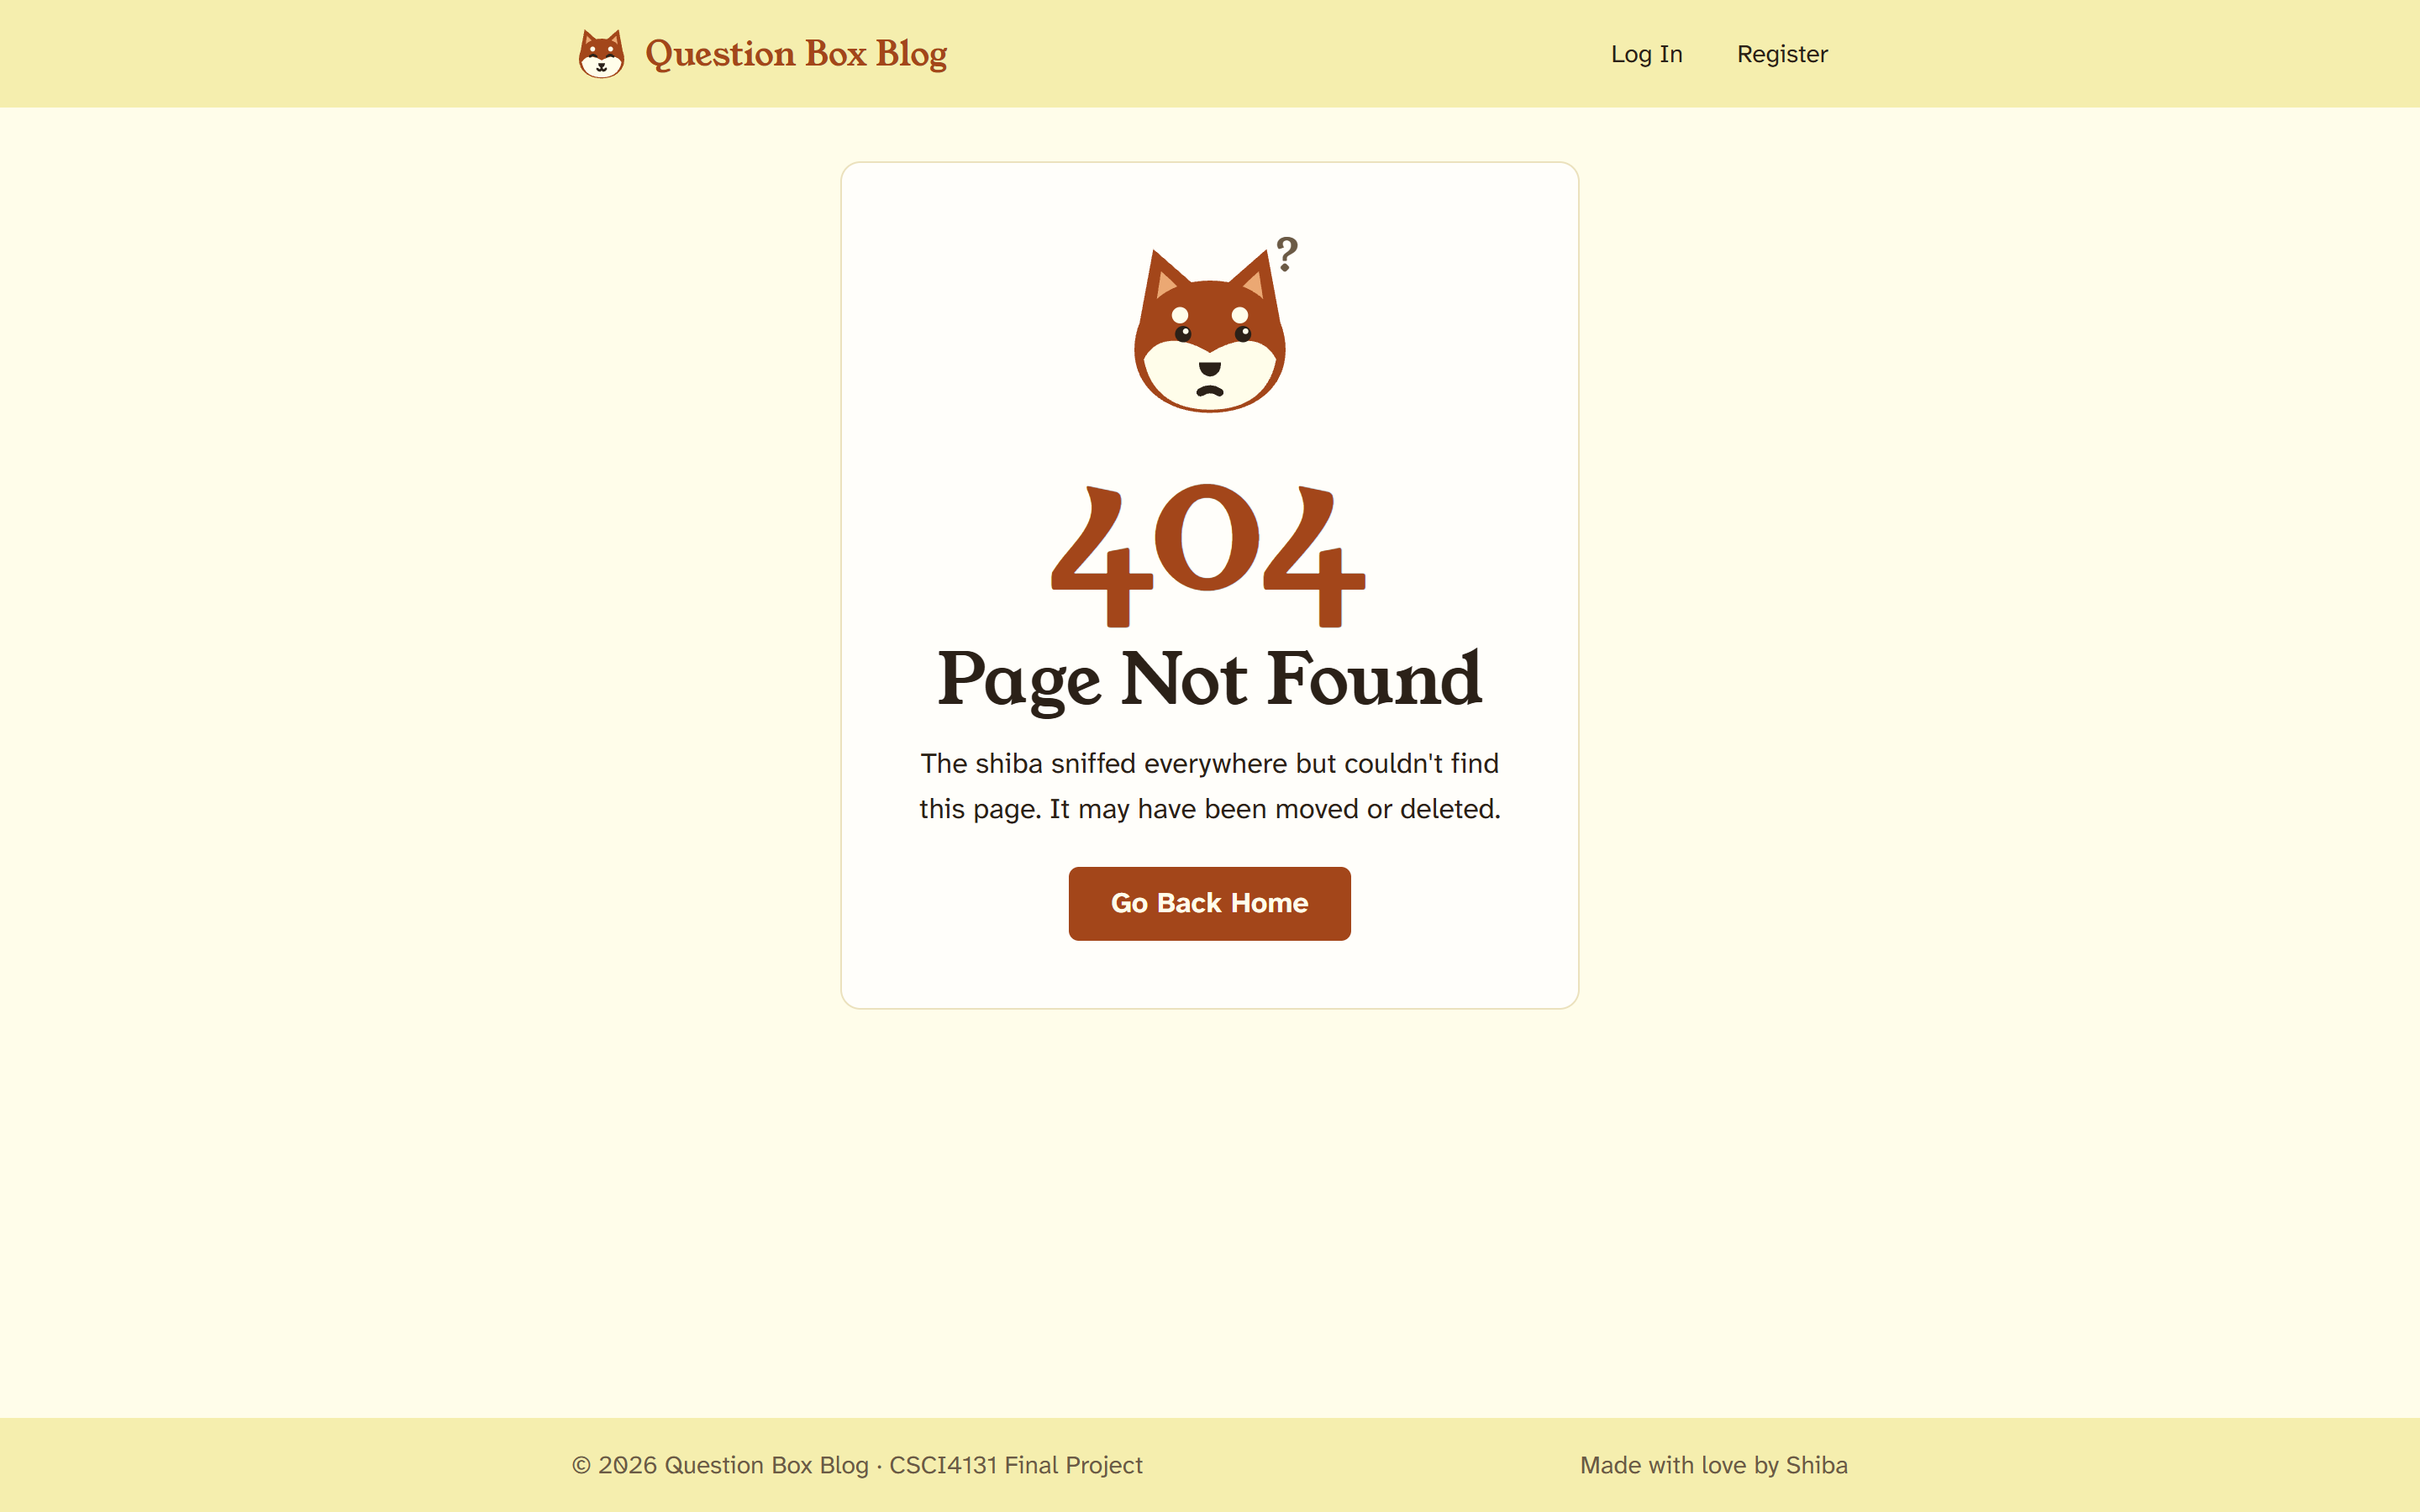 Question Box Blog
Log In
Register
?
404
Page Not Found
The shiba sniffed everywhere but couldn't find
this page. It may have been moved or deleted.
Go Back Home
© 2026 Question Box Blog · CSCI4131 Final Project
Made with love by Shiba